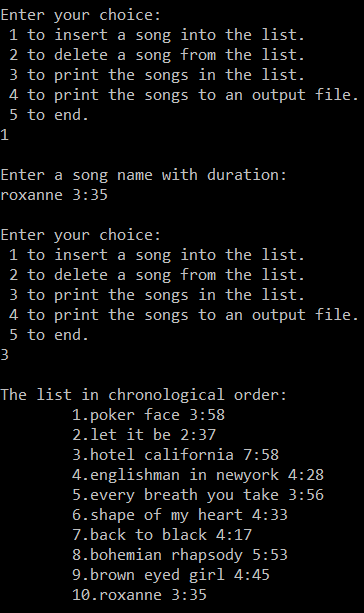 Enter your choice:
 1 to insert a song into the list.
 2 to delete a song from the list.
 3 to print the songs in the list.
 4 to print the songs to an output file.
 5 to end.
1
Enter a song name with duration:
roxanne 3:35
Enter your choice:
 1 to insert a song into the list.
 2 to delete a song from the list.
 3 to print the songs in the list.
 4 to print the songs to an output file.
 5 to end.
3
The list in chronological order:
1.poker face 3:58
2.let it be 2:37
3.hotel california 7:58
4.englishman in newyork 4:28
5.every breath you take 3:56
6.shape of my heart 4:33
7.back to black 4:17
8.bohemian rhapsody 5:53
9.brown eyed girl 4:45
10.roxanne 3:35